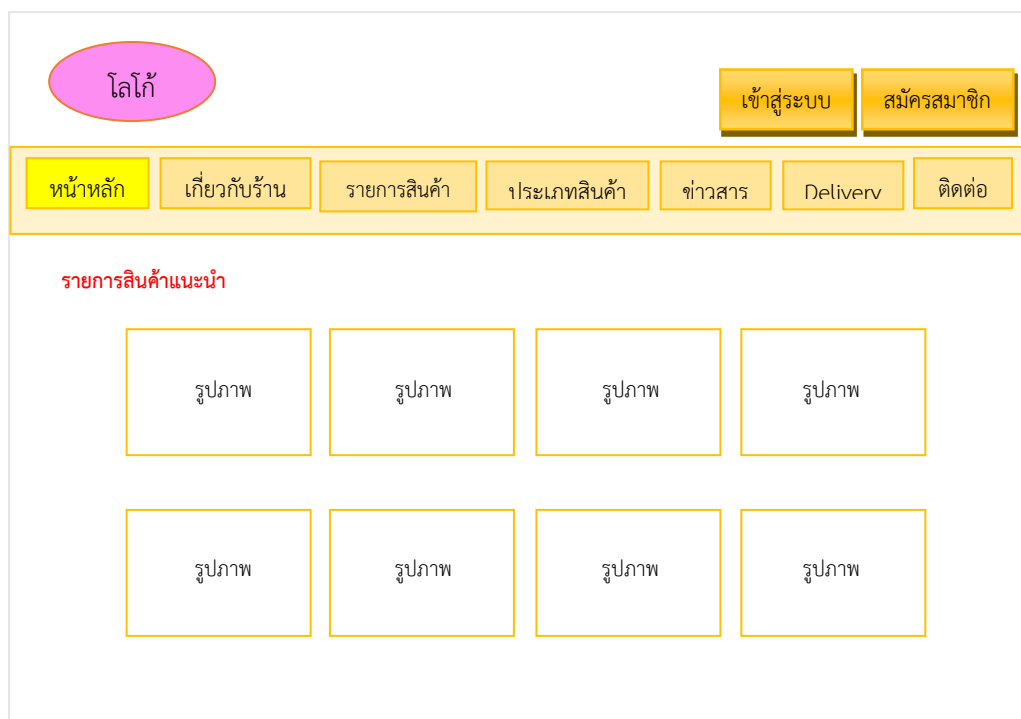 โลโก้
เข้าสู่ระบบ สมัครสมาชิก
หน้าหลัก เกี่ยวกับร้าน รายการสินค้า ประเภทสินค้า ข่าวสาร Delivery ติดต่อ
รายการสินค้าแนะนำ
รูปภาพ รูปภาพ รูปภาพ รูปภาพ
รูปภาพ รูปภาพ รูปภาพ รูปภาพ